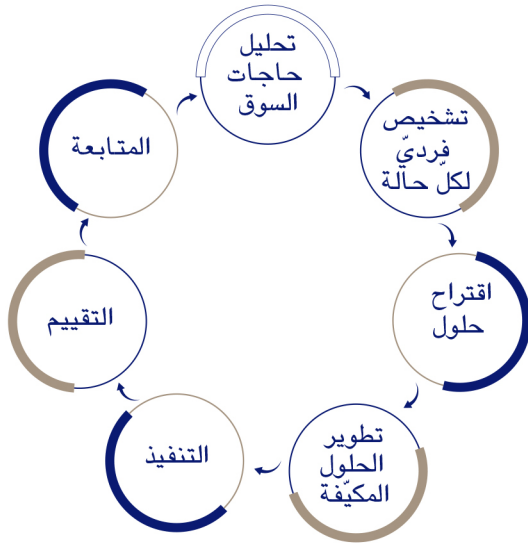 تحليل
حاجات
السوق
تشخيص
فرديّ
لكلّ حالة
اقتراح
حلول
تطوير
الحلول
المكيّفة
التنفيذ
التقييم
المتابعة